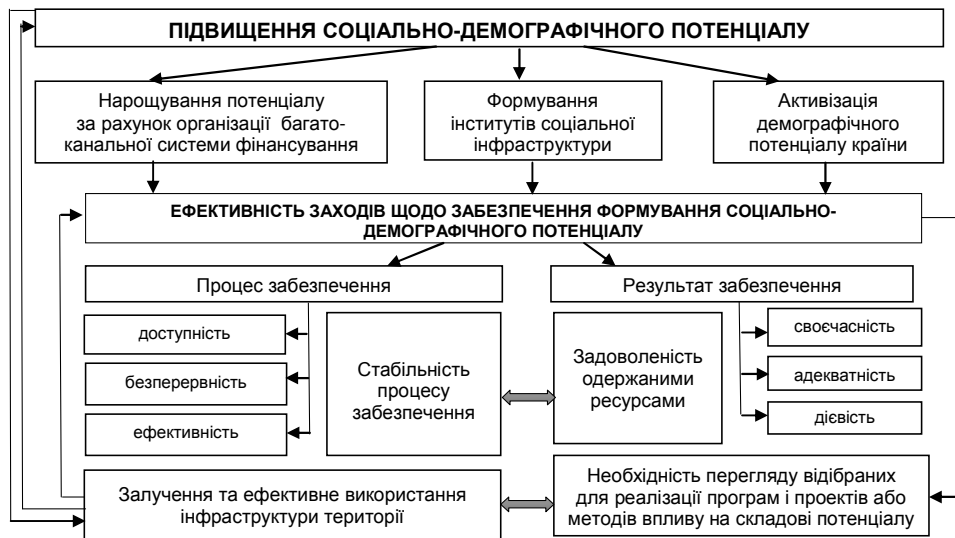 ПІДВИЩЕННЯ СОЦІАЛЬНО-ДЕМОГРАФІЧНОГО ПОТЕНЦІАЛУ
Нарощування потенціалу
за рахунок організації багато-
канальної системи фінансування
Формування
інститутів соціальної
інфраструктури
Активізація
демографічного
потенціалу країни
ЕФЕКТИВНІСТЬ ЗАХОДІВ ЩОДО ЗАБЕЗПЕЧЕННЯ ФОРМУВАННЯ СОЦІАЛЬНО-
ДЕМОГРАФІЧНОГО ПОТЕНЦІАЛУ
Процес забезпечення
Результат забезпечення
доступність
безперервність
ефективність
Стабільність
процесу
забезпечення
Задоволеність
одержаними
ресурсами
своєчасність
адекватність
дієвість
Залучення та ефективне використання
інфраструктури території
Необхідність перегляду відібраних
для реалізації програм і проектів або
методів впливу на складові потенціалу